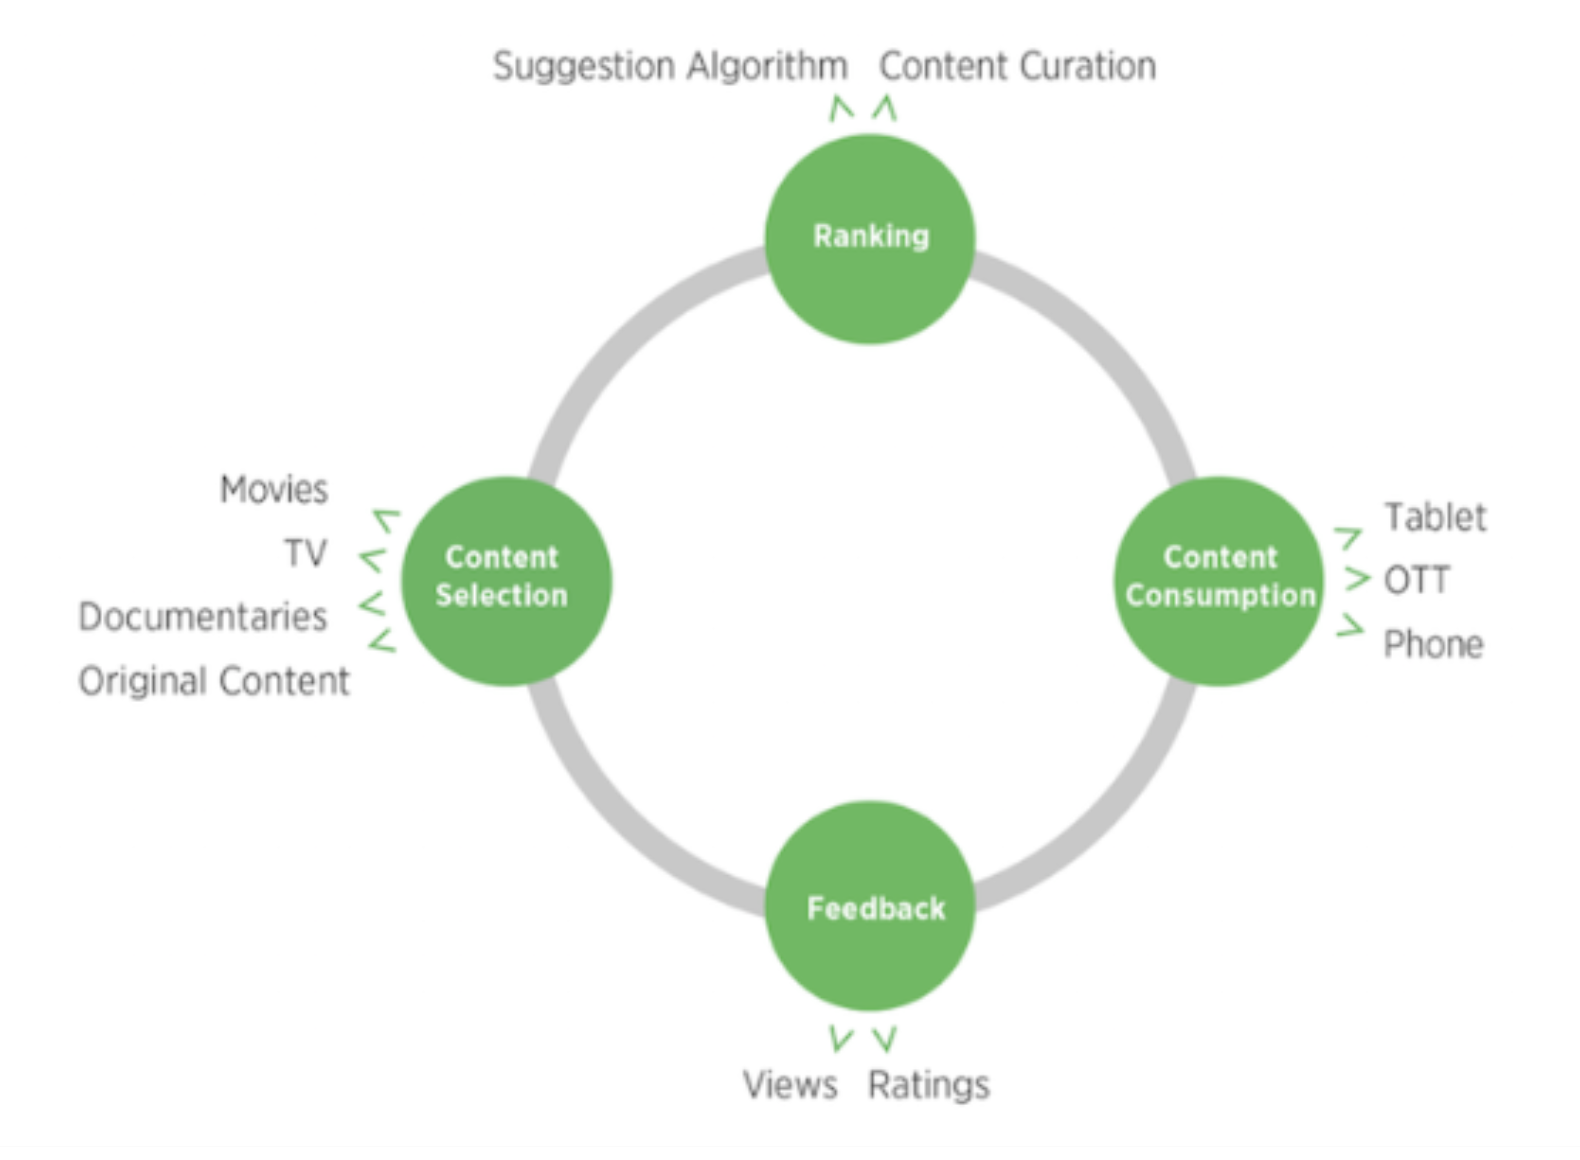 Suggestion Algorithm
Content Curation
Ranking
Movies
TV
Documentaries
Original Content
Content
Selection
Content
Consumption
Tablet
OTT
Phone
Feedback
Views
Ratings